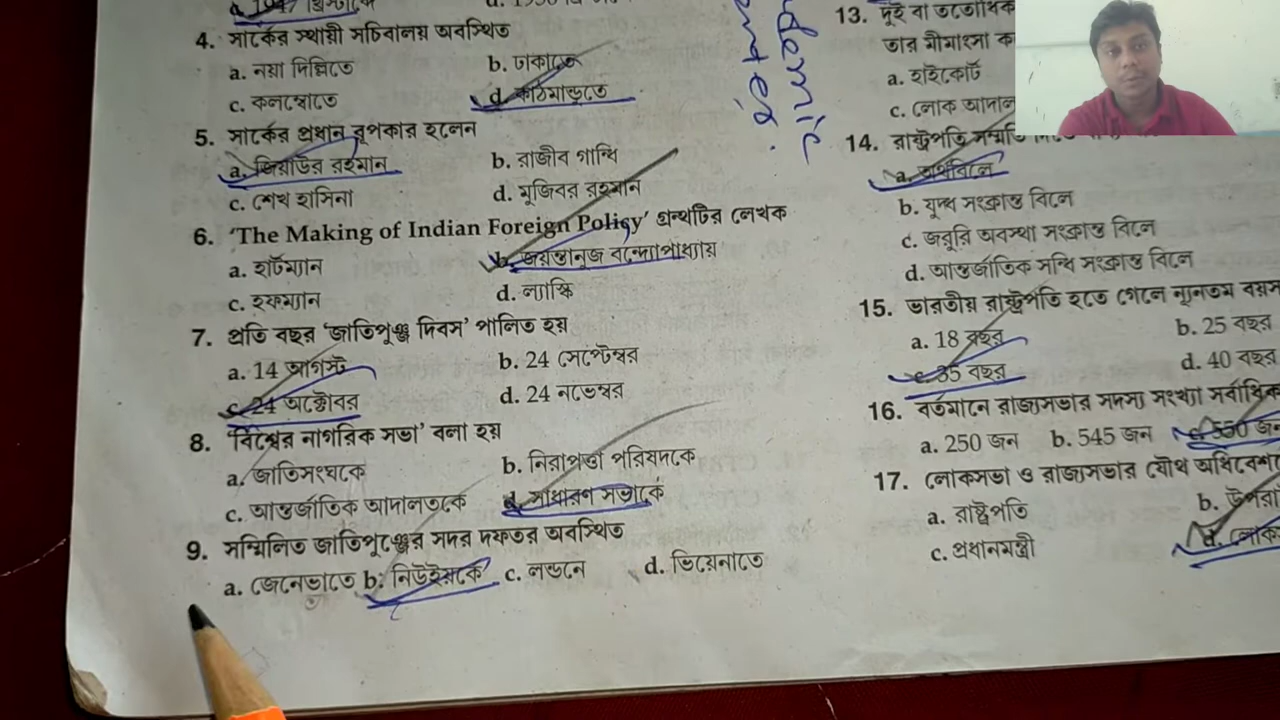 4. সার্কের স্থায়ী সচিবালয় অবস্থিত
a. নয়া দিল্লিতে b. ঢাকাতে
c. কলম্বোতে d. কাঠমান্ডুতে
5. সার্কের প্রধান রূপকার হলেন
a. জিয়াউর রহমান b. রাজীব গান্ধি
c. শেখ হাসিনা d. মুজিবর রহমান
6. ‘The Making of Indian Foreign Policy’ গ্রন্থটির লেখক
a. হার্টম্যান b. জয়ন্তানুজ বন্দ্যোপাধ্যায়
c. হফম্যান d. ল্যাস্কি
7. প্রতি বছর ‘জাতিপুঞ্জ দিবস’ পালিত হয়
a. 14 আগস্ট b. 24 সেপ্টেম্বর
c. 24 অক্টোবর d. 24 নভেম্বর
8. ‘বিশ্বের নাগরিক সভা’ বলা হয়
a. জাতিসংঘকে b. নিরাপত্তা পরিষদকে
c. আন্তর্জাতিক আদালতকে d. সাধারণ সভাকে
9. সম্মিলিত জাতিপুঞ্জের সদর দফতর অবস্থিত
a. জেনেভাতে b. নিউইয়র্কে c. লন্ডনে d. ভিয়েনাতে
13. দুই বা ততোধিক
তার মীমাংসা ক
a. হাইকোর্ট
c. লোক আদাল
14. রাষ্ট্রপতি সম্মতি
a. অর্থবিলে
b. যুদ্ধ সংক্রান্ত বিলে
c. জরুরি অবস্থা সংক্রান্ত বিলে
d. আন্তর্জাতিক সন্ধি সংক্রান্ত বিলে
15. ভারতীয় রাষ্ট্রপতি হতে গেলে ন্যূনতম বয়স
a. 18 বছর b. 25 বছর
c. 35 বছর d. 40 বছর
16. বর্তমানে রাজ্যসভার সদস্য সংখ্যা সর্বাধিক
a. 250 জন b. 545 জন c. 550 জন
17. লোকসভা ও রাজ্যসভার যৌথ অধিবেশ
a. রাষ্ট্রপতি b. উপরা
c. প্রধানমন্ত্রী d. লোক